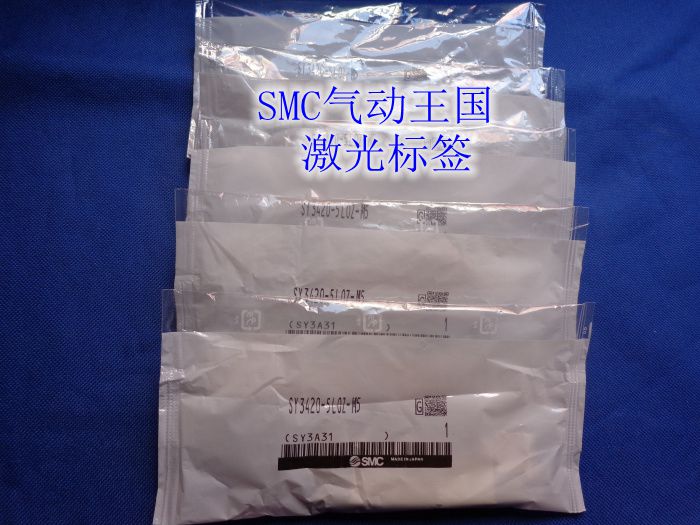 SMC气动王国
激光标签
SY3420-5LOZ-M5
SY3420-5LOZ-M5
(SY3A31 )
1
SY3420-5LOZ-M5
G
(SY3A31 )
1
SMC MADE IN JAPAN